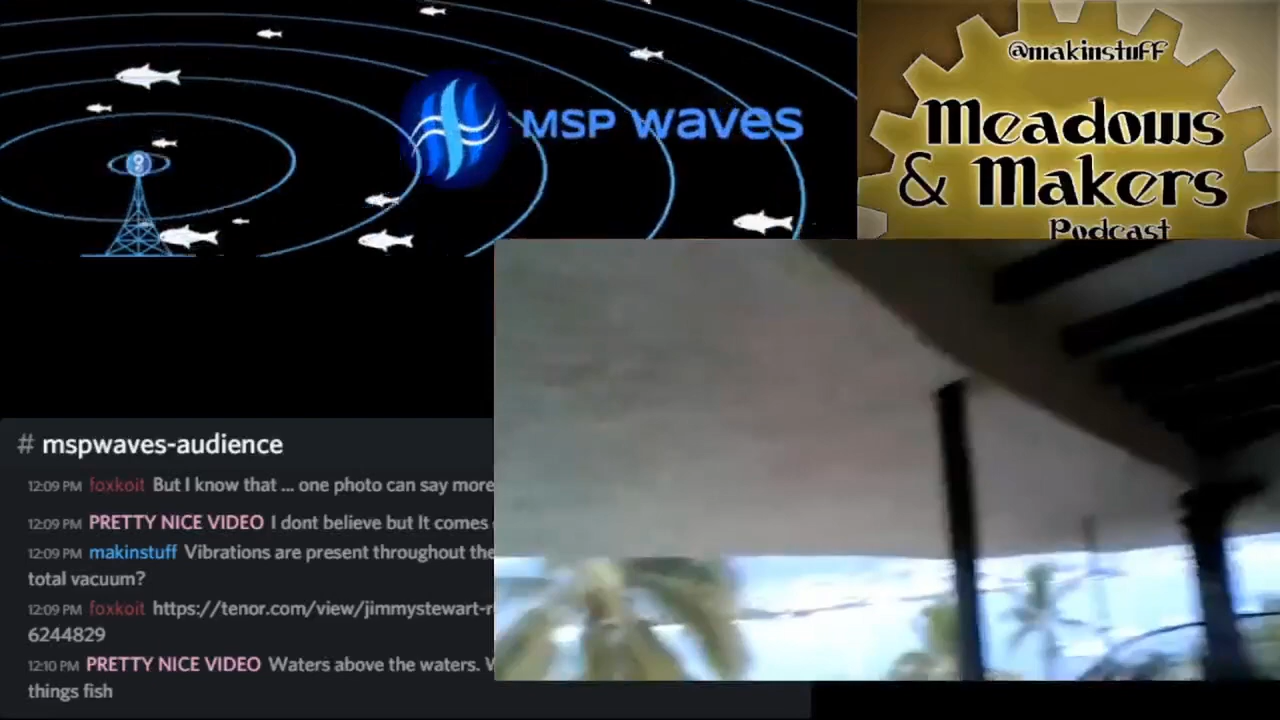 MSP waves
@makinstuff
Meadows
& Makers
Podcast
# mspwaves-audience
12:09 PM foxkoit But I know that ... one photo can say more
12:09 PM PRETTY NICE VIDEO I dont believe but It comes
12:09 PM makinstuff Vibrations are present throughout the
total vacuum?
12:09 PM foxkoit https://tenor.com/view/jimmystewart-r
6244829
12:10 PM PRETTY NICE VIDEO Waters above the waters. W
things fish